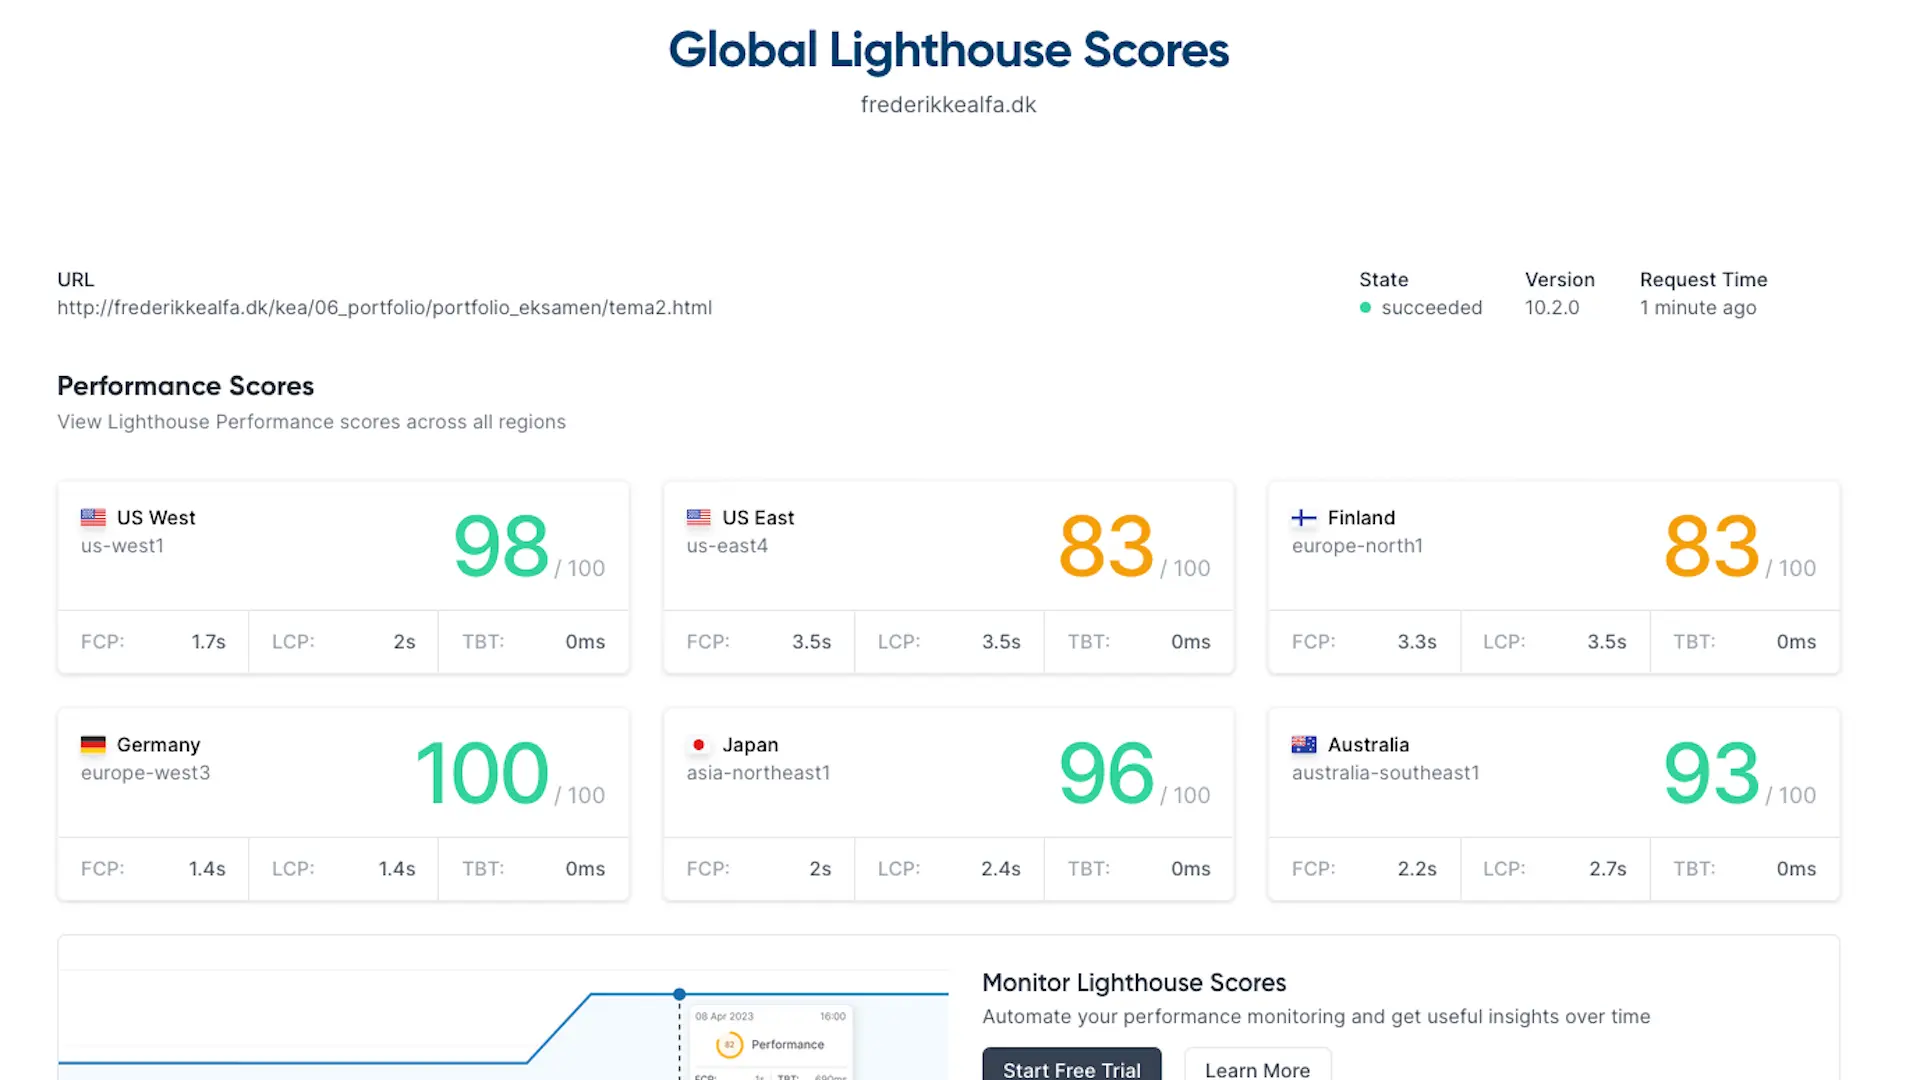 Global Lighthouse Scores
frederikkealfa.dk
URL
http://frederikkealfa.dk/kea/06_portfolio/portfolio_eksamen/tema2.html
State
succeeded
Version
10.2.0
Request Time
1 minute ago
Performance Scores
View Lighthouse Performance scores across all regions
US West
us-west1
98 / 100
FCP: 1.7s LCP: 2s TBT: 0ms
US East
us-east4
83 / 100
FCP: 3.5s LCP: 3.5s TBT: 0ms
Finland
europe-north1
83 / 100
FCP: 3.3s LCP: 3.5s TBT: 0ms
Germany
europe-west3
100 / 100
FCP: 1.4s LCP: 1.4s TBT: 0ms
Japan
asia-northeast1
96 / 100
FCP: 2s LCP: 2.4s TBT: 0ms
Australia
australia-southeast1
93 / 100
FCP: 2.2s LCP: 2.7s TBT: 0ms
08 Apr 2023 16:00
82 Performance
FCP: 1s TBT: 690ms
Monitor Lighthouse Scores
Automate your performance monitoring and get useful insights over time
Start Free Trial
Learn More